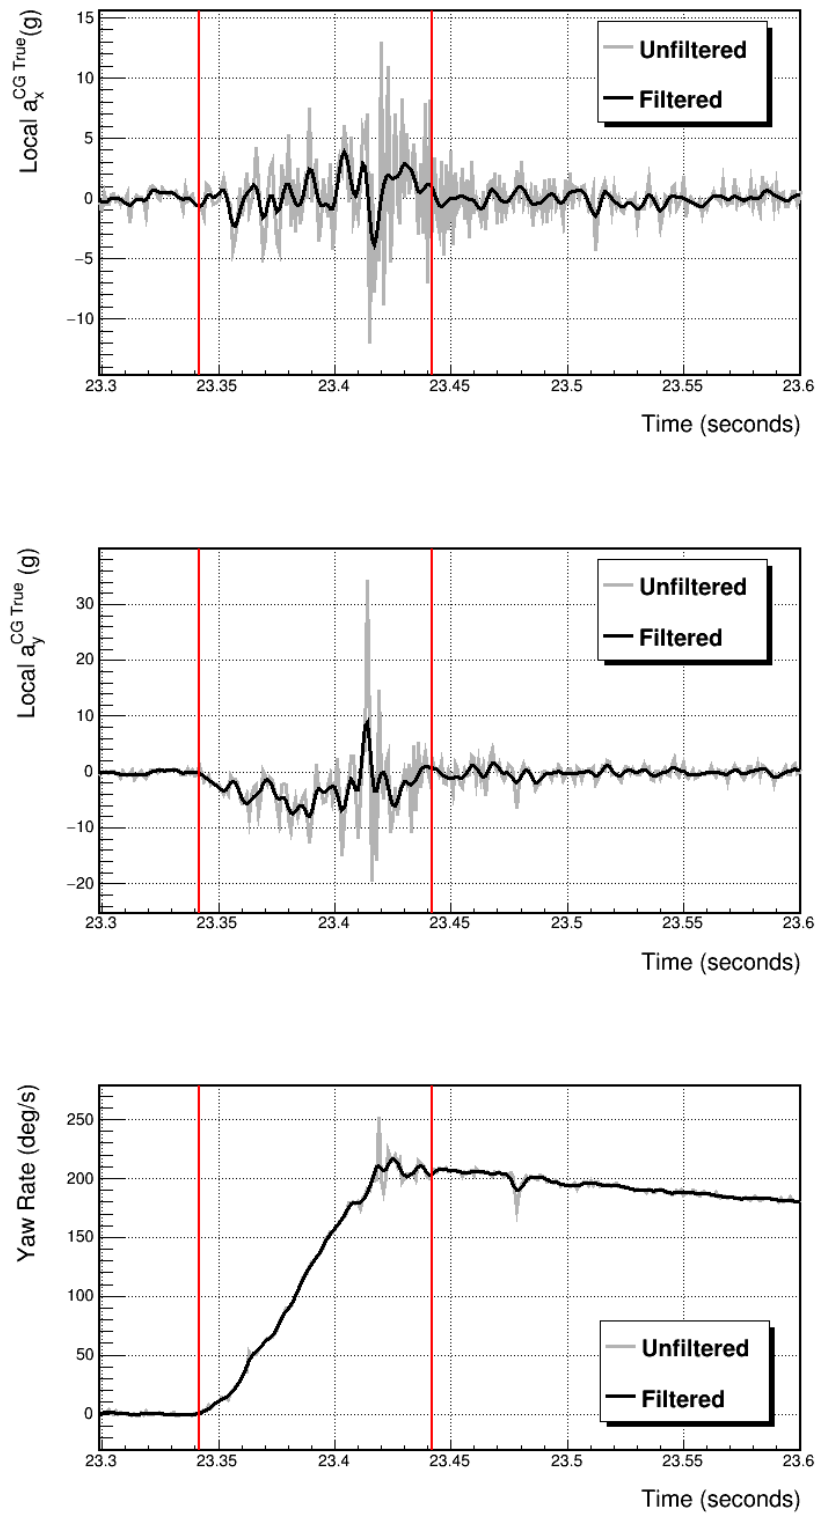 Local a_x^CG True (g)
15
10
5
0
−5
−10
Unfiltered
Filtered
23.3 23.35 23.4 23.45 23.5 23.55 23.6
Time (seconds)
Local a_y^CG True (g)
30
20
10
0
−10
−20
Unfiltered
Filtered
23.3 23.35 23.4 23.45 23.5 23.55 23.6
Time (seconds)
Yaw Rate (deg/s)
250
200
150
100
50
0
Unfiltered
Filtered
23.3 23.35 23.4 23.45 23.5 23.55 23.6
Time (seconds)